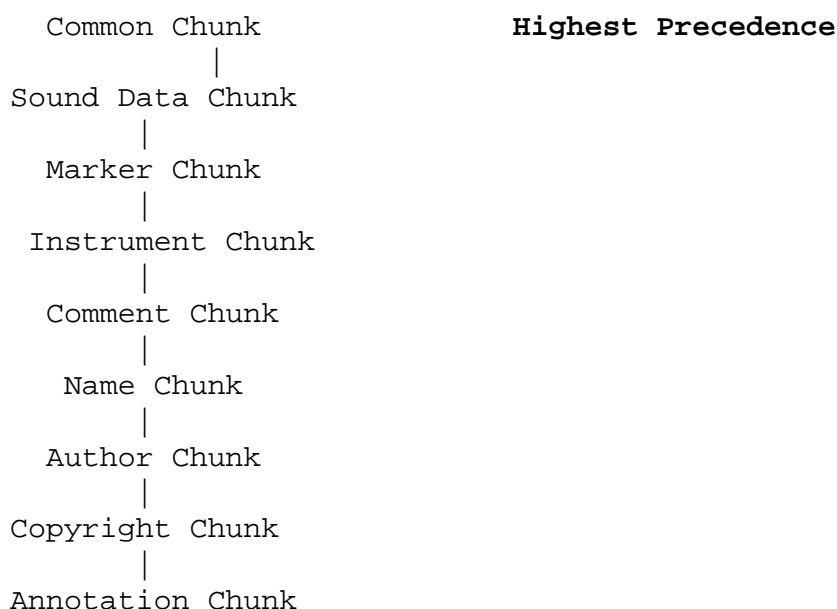 Common Chunk Highest Precedence
|
Sound Data Chunk
|
Marker Chunk
|
Instrument Chunk
|
Comment Chunk
|
Name Chunk
|
Author Chunk
|
Copyright Chunk
|
Annotation Chunk